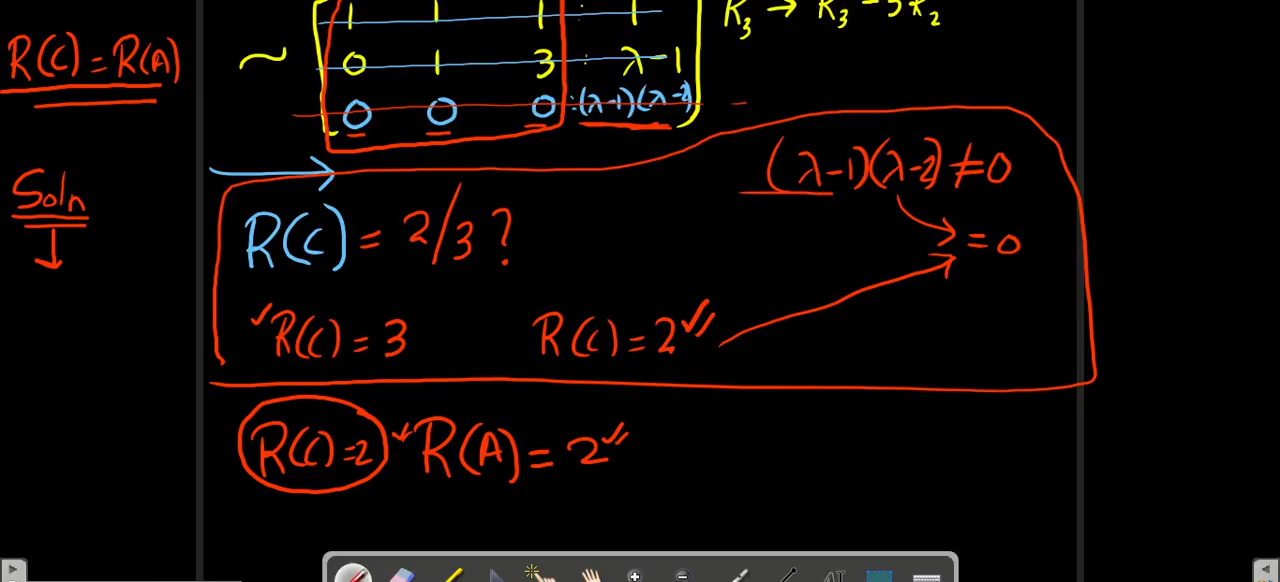 1 1 1 : 1 R₃ → R₃ - 3R₂
R(C) = R(A) ~ 0 1 3 : λ-1
0 0 0 : (λ-1)(λ-2)
(λ-1)(λ-2) ≠ 0
Soln
R(C) = 2/3 ? = 0
R(C) = 3 R(C) = 2
R(C) = 2 R(A) = 2